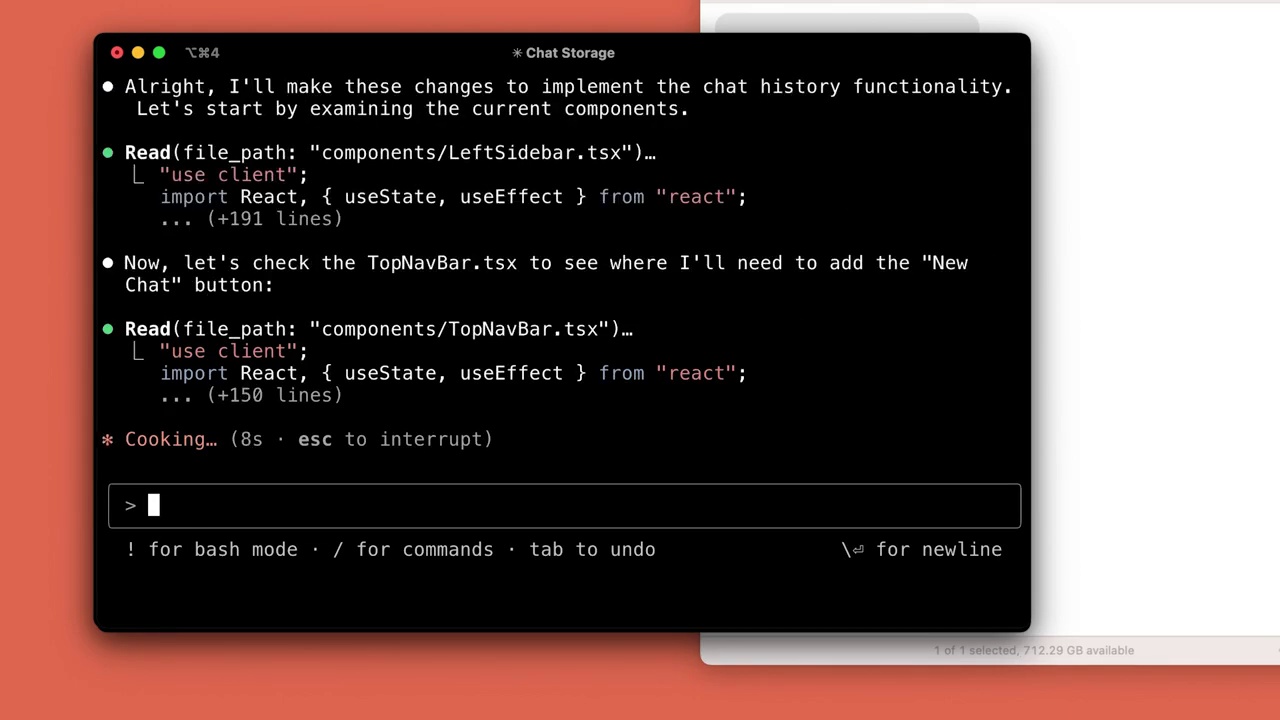 ⌥⌘4
✳ Chat Storage
● Alright, I'll make these changes to implement the chat history functionality.
Let's start by examining the current components.
● Read(file_path: "components/LeftSidebar.tsx")…
⎿ "use client";
import React, { useState, useEffect } from "react";
... (+191 lines)
● Now, let's check the TopNavBar.tsx to see where I'll need to add the "New
Chat" button:
● Read(file_path: "components/TopNavBar.tsx")…
⎿ "use client";
import React, { useState, useEffect } from "react";
... (+150 lines)
✻ Cooking… (8s · esc to interrupt)
>
! for bash mode · / for commands · tab to undo
\⏎ for newline
1 of 1 selected, 712.29 GB available